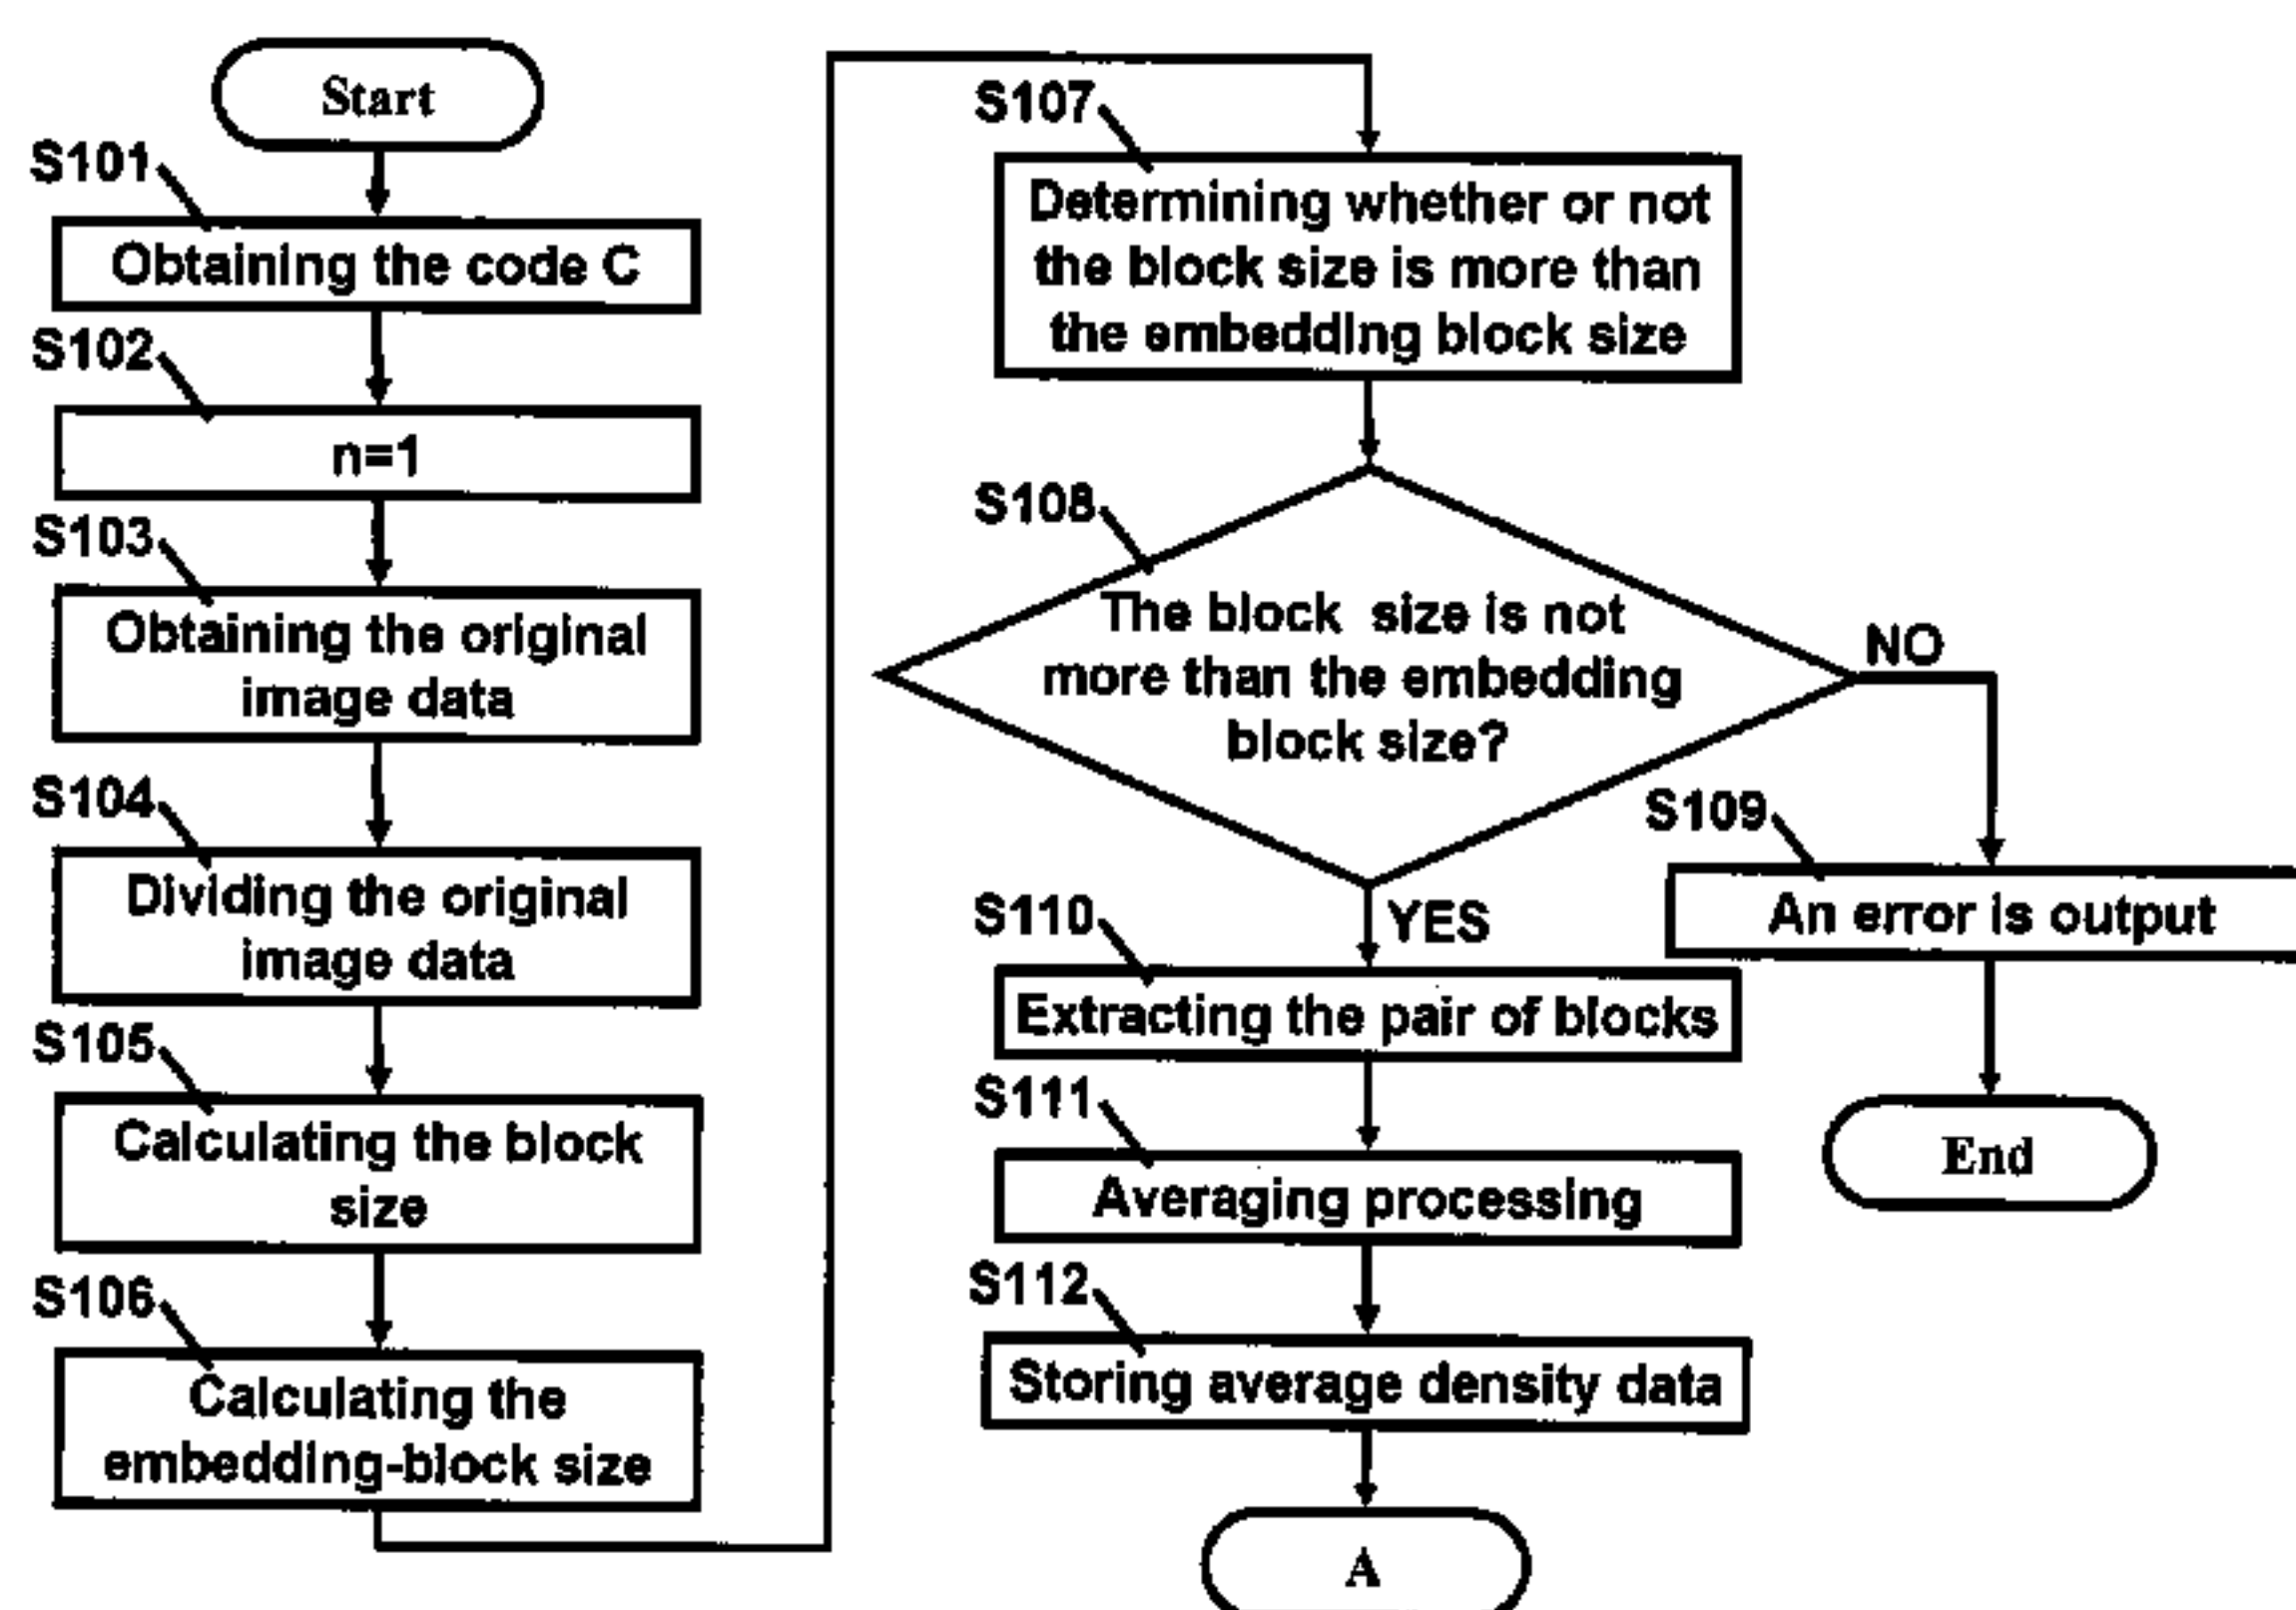 Start
S101
Obtaining the code C
S102
n=1
S103
Obtaining the original
image data
S104
Dividing the original
image data
S105
Calculating the block
size
S106
Calculating the
embedding-block size
S107
Determining whether or not
the block size is more than
the embedding block size
S108
The block size is not
more than the embedding
block size?
NO
S109
An error is output
End
YES
S110
Extracting the pair of blocks
S111
Averaging processing
S112
Storing average density data
A